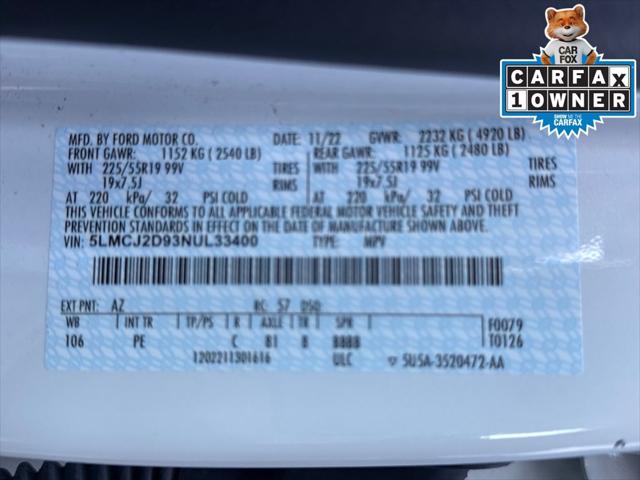 CAR
FOX
CARFAX
1 OWNER
SHOW ME THE
CARFAX
MFD. BY FORD MOTOR CO. DATE: 11/22 GVWR: 2232 KG ( 4920 LB)
FRONT GAWR: 1152 KG ( 2540 LB) REAR GAWR: 1125 KG ( 2480 LB)
WITH 225/55R19 99V TIRES WITH 225/55R19 99V TIRES
19x7.5J RIMS 19x7.5J RIMS
AT 220 kPa/ 32 PSI COLD AT 220 kPa/ 32 PSI COLD
THIS VEHICLE CONFORMS TO ALL APPLICABLE FEDERAL MOTOR VEHICLE SAFETY AND THEFT
PREVENTION STANDARDS IN EFFECT ON THE DATE OF MANUFACTURE SHOWN ABOVE.
VIN: 5LMCJ2D93NUL33400 TYPE: MPV
EXT PNT: AZ RC: 57 DSO:
WB INT TR TP/PS R AXLE TR SPR F0079
106 PE C 81 8 8888 T0126
1202211301616 ULC 5U5A-3520472-AA